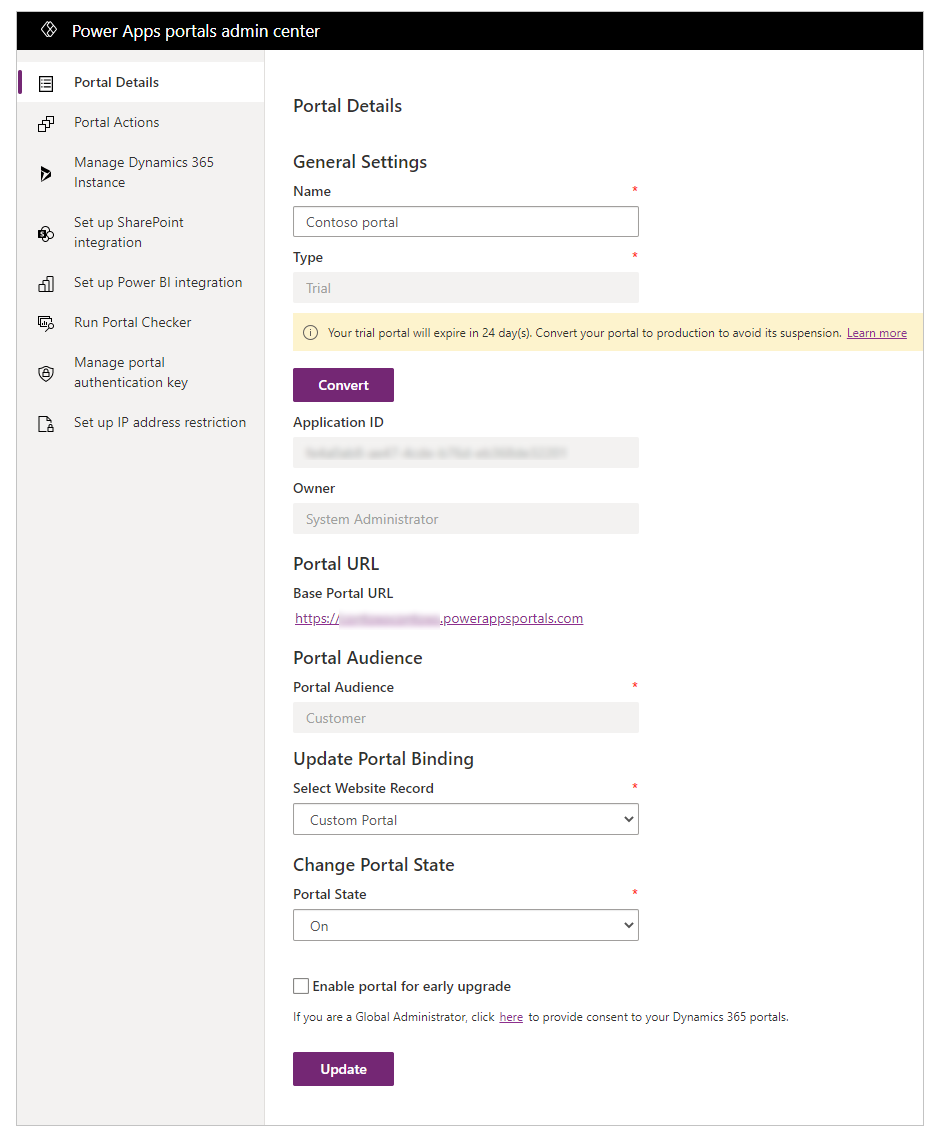 Power Apps portals admin center
Portal Details
Portal Actions
Manage Dynamics 365
Instance
Set up SharePoint
integration
Set up Power BI integration
Run Portal Checker
Manage portal
authentication key
Set up IP address restriction
Portal Details
General Settings
Name *
Contoso portal
Type *
Trial
Your trial portal will expire in 24 day(s). Convert your portal to production to avoid its suspension. Learn more
Convert
Application ID
Owner
System Administrator
Portal URL
Base Portal URL
https:// .powerappsportals.com
Portal Audience
Portal Audience *
Customer
Update Portal Binding
Select Website Record *
Custom Portal
Change Portal State
Portal State *
On
Enable portal for early upgrade
If you are a Global Administrator, click here to provide consent to your Dynamics 365 portals.
Update